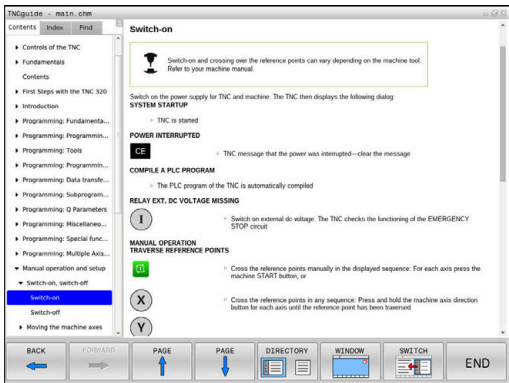 TNCguide - main.chm
Contents Index Find
Controls of the TNC
Fundamentals
Contents
First Steps with the TNC 320
Introduction
Programming: Fundamenta...
Programming: Programmin...
Programming: Tools
Programming: Programmin...
Programming: Data transfe...
Programming: Subprogram...
Programming: Q Parameters
Programming: Miscellaneo...
Programming: Special func...
Programming: Multiple Axis...
Manual operation and setup
Switch-on, switch-off
Switch-on
Switch-off
Moving the machine axes
Switch-on
Switch-on and crossing over the reference points can vary depending on the machine tool.
Refer to your machine manual.
Switch on the power supply for TNC and machine. The TNC then displays the following dialog:
SYSTEM STARTUP
TNC is started
POWER INTERRUPTED
CE
TNC message that the power was interrupted—clear the message
COMPILE A PLC PROGRAM
The PLC program of the TNC is automatically compiled
RELAY EXT. DC VOLTAGE MISSING
I
Switch on external dc voltage. The TNC checks the functioning of the EMERGENCY
STOP circuit
MANUAL OPERATION
TRAVERSE REFERENCE POINTS
Cross the reference points manually in the displayed sequence: For each axis press the
machine START button, or
X
Cross the reference points in any sequence: Press and hold the machine axis direction
button for each axis until the reference point has been traversed
Y
BACK FORWARD PAGE PAGE DIRECTORY WINDOW SWITCH END